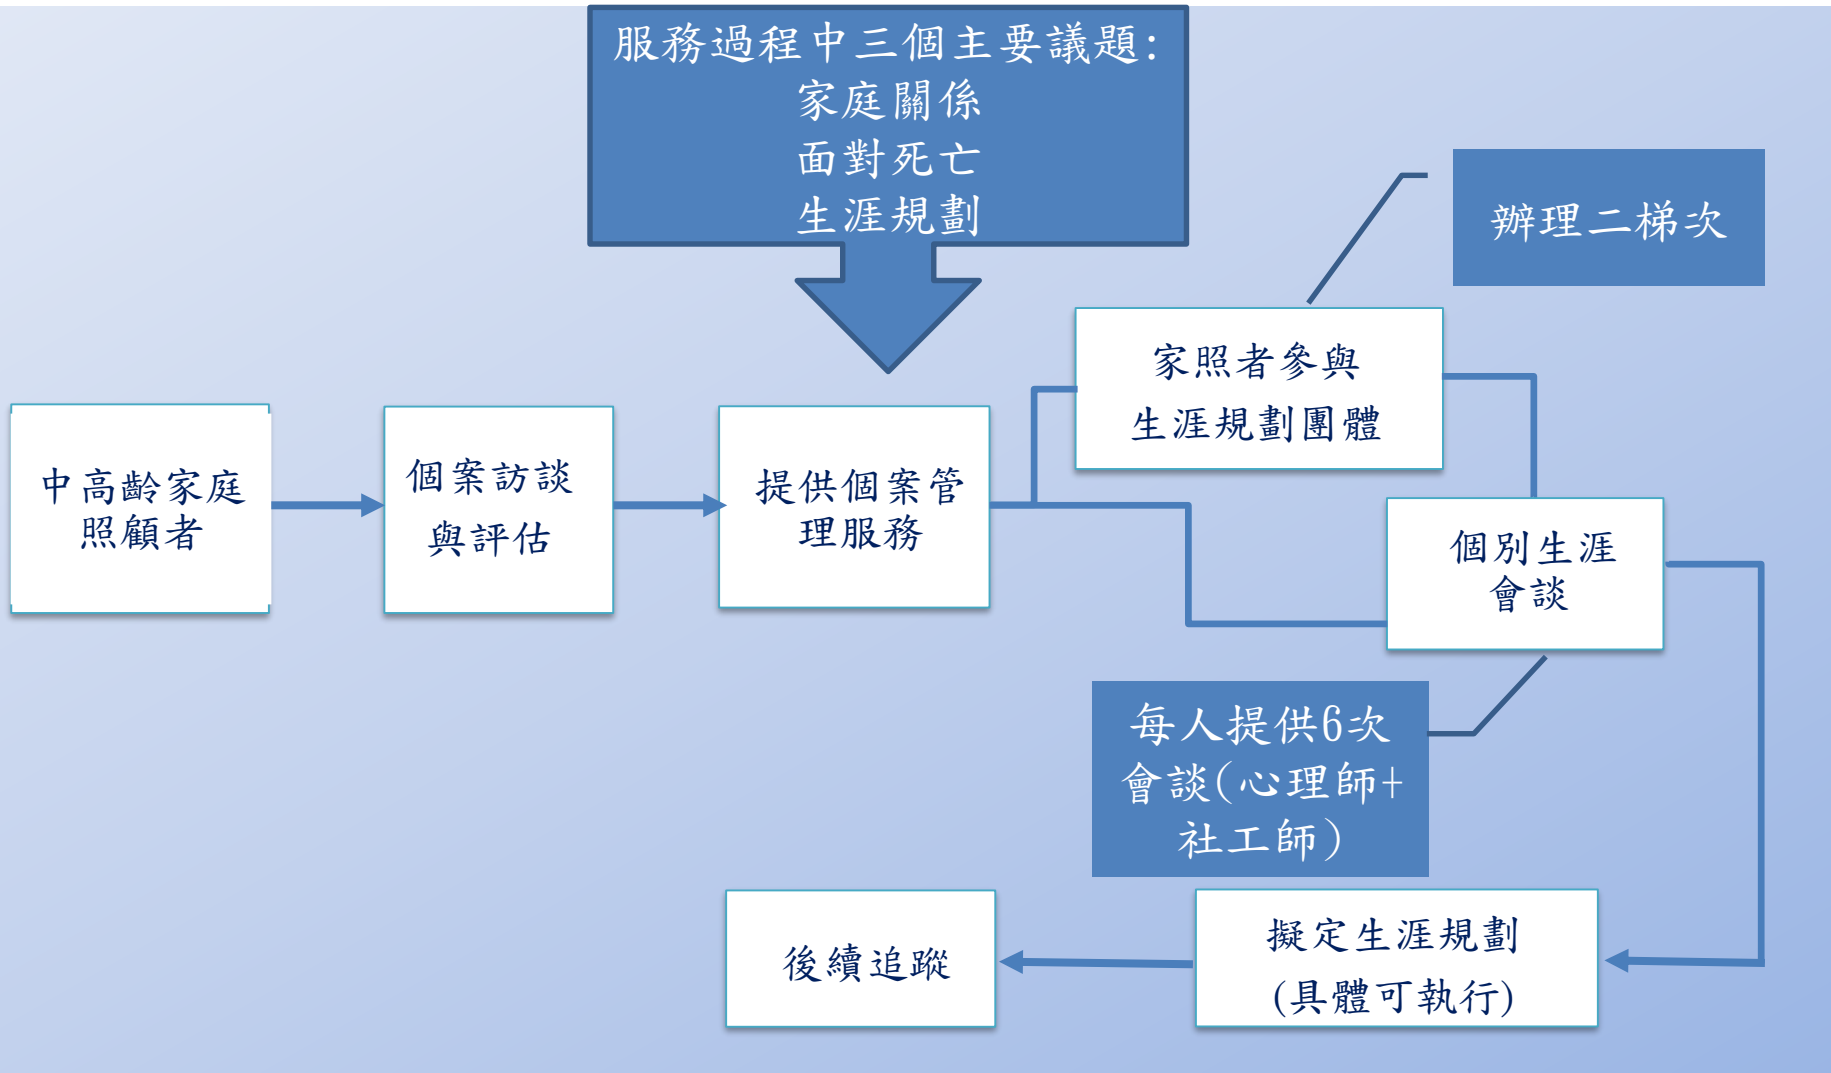 服務過程中三個主要議題:
家庭關係
面對死亡
生涯規劃
辦理二梯次
家照者參與
生涯規劃團體
中高齡家庭
照顧者
個案訪談
與評估
提供個案管
理服務
個別生涯
會談
每人提供6次
會談(心理師+
社工師)
擬定生涯規劃
(具體可執行)
後續追蹤